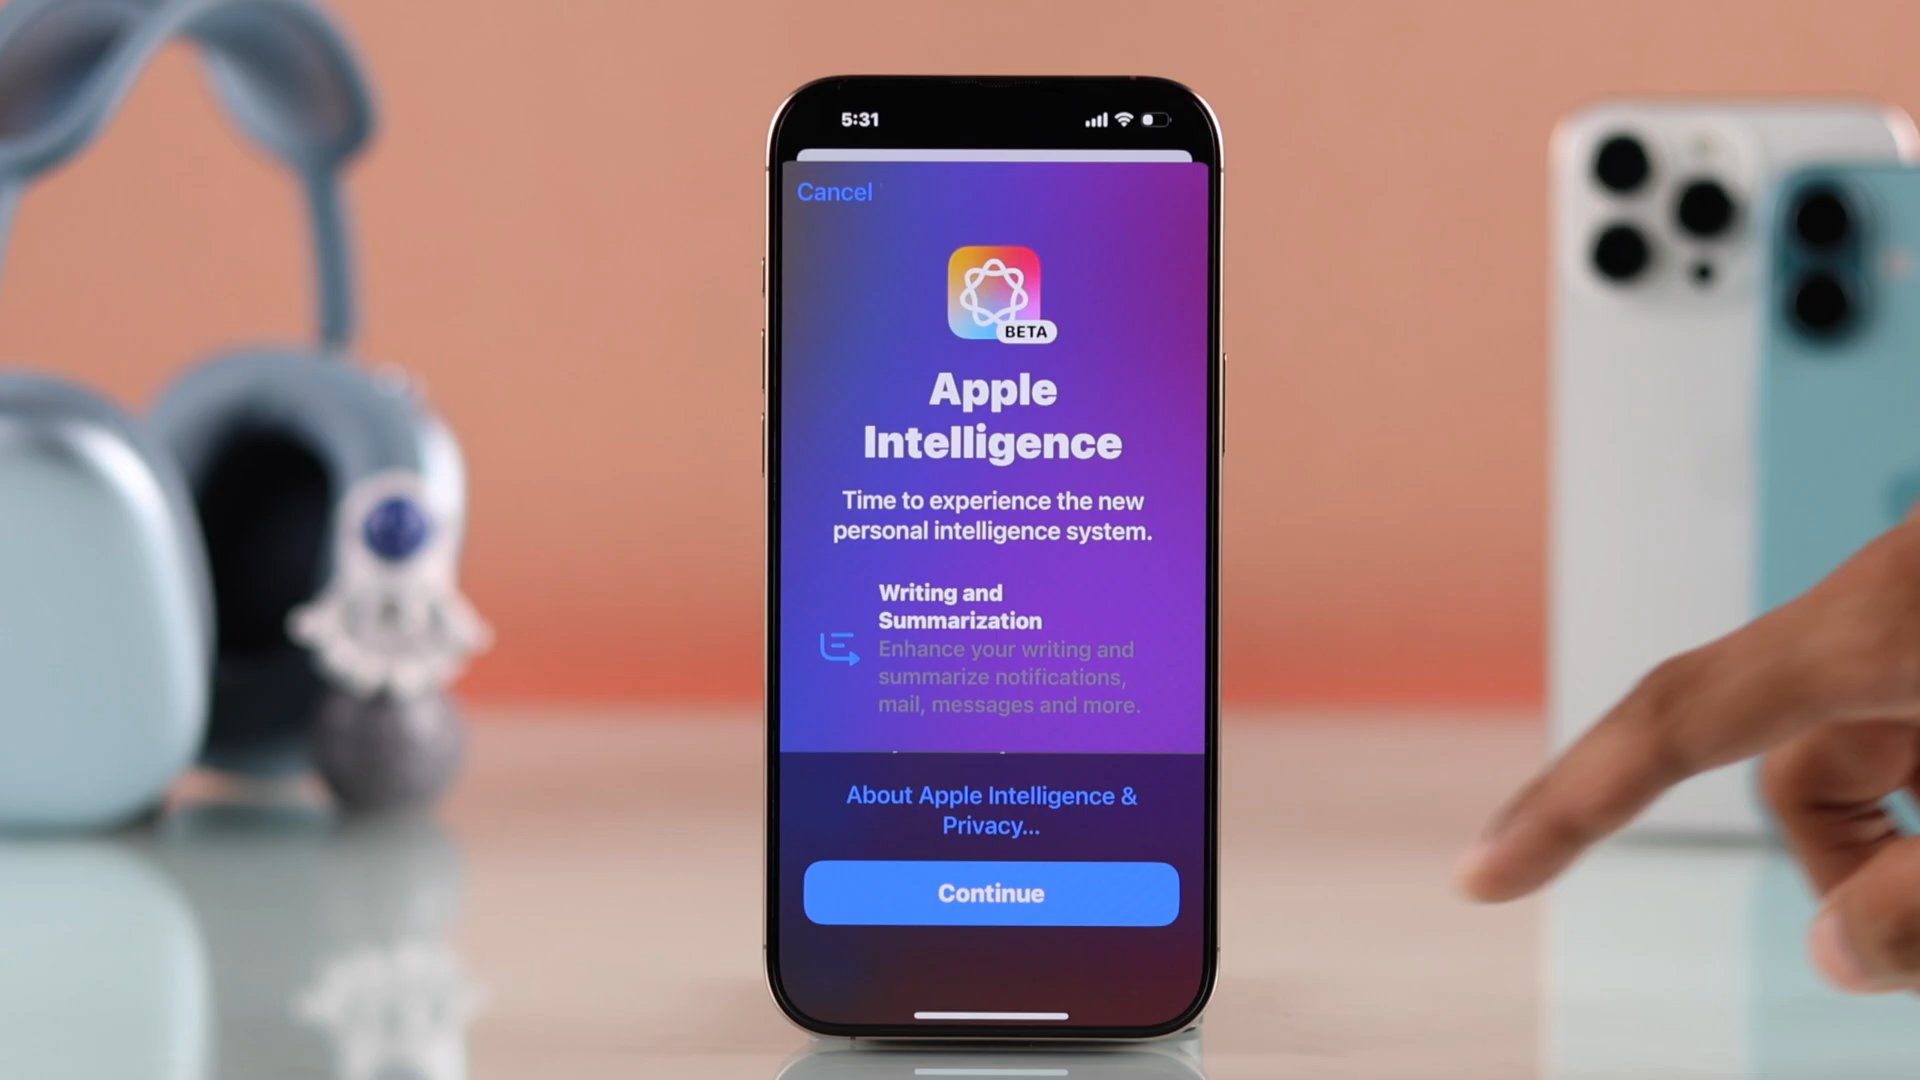 5:31
Cancel
BETA
Apple
Intelligence
Time to experience the new
personal intelligence system.
Writing and
Summarization
Enhance your writing and
summarize notifications,
mail, messages and more.
About Apple Intelligence &
Privacy...
Continue